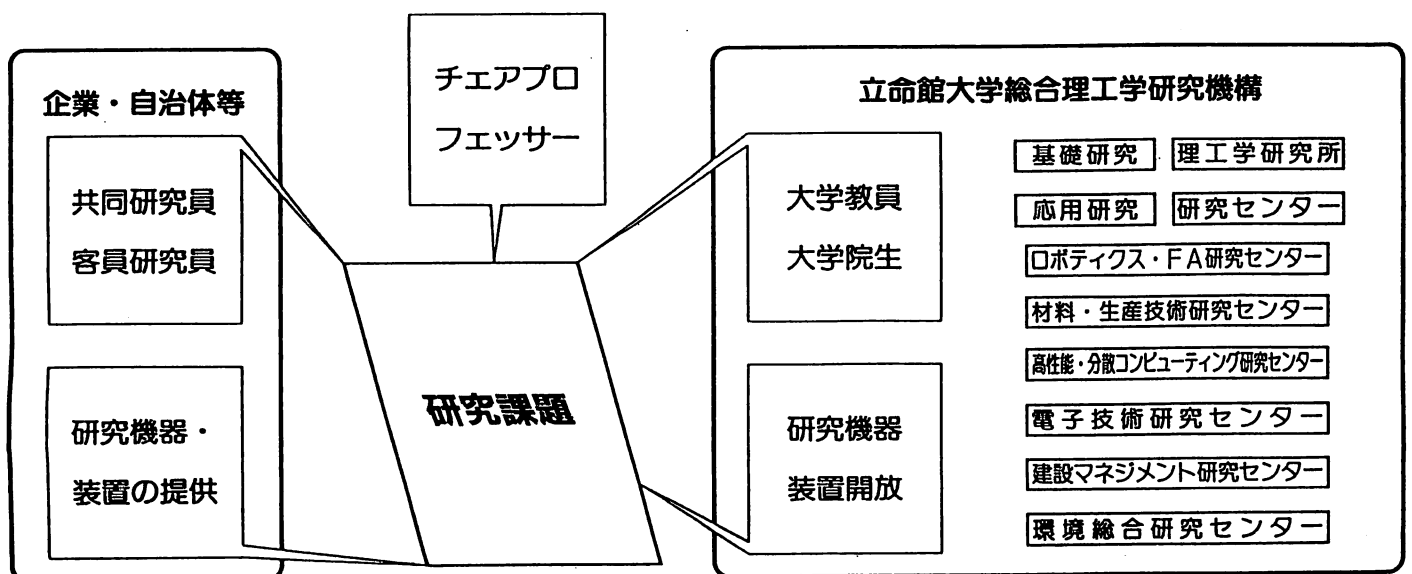 チェアプロ
フェッサー
企業・自治体等
共同研究員
客員研究員
研究機器・
装置の提供
研究課題
立命館大学総合理工学研究機構
大学教員
大学院生
研究機器
装置開放
基礎研究 理工学研究所
応用研究 研究センター
ロボティクス・FA研究センター
材料・生産技術研究センター
高性能・分散コンピューティング研究センター
電子技術研究センター
建設マネジメント研究センター
環境総合研究センター